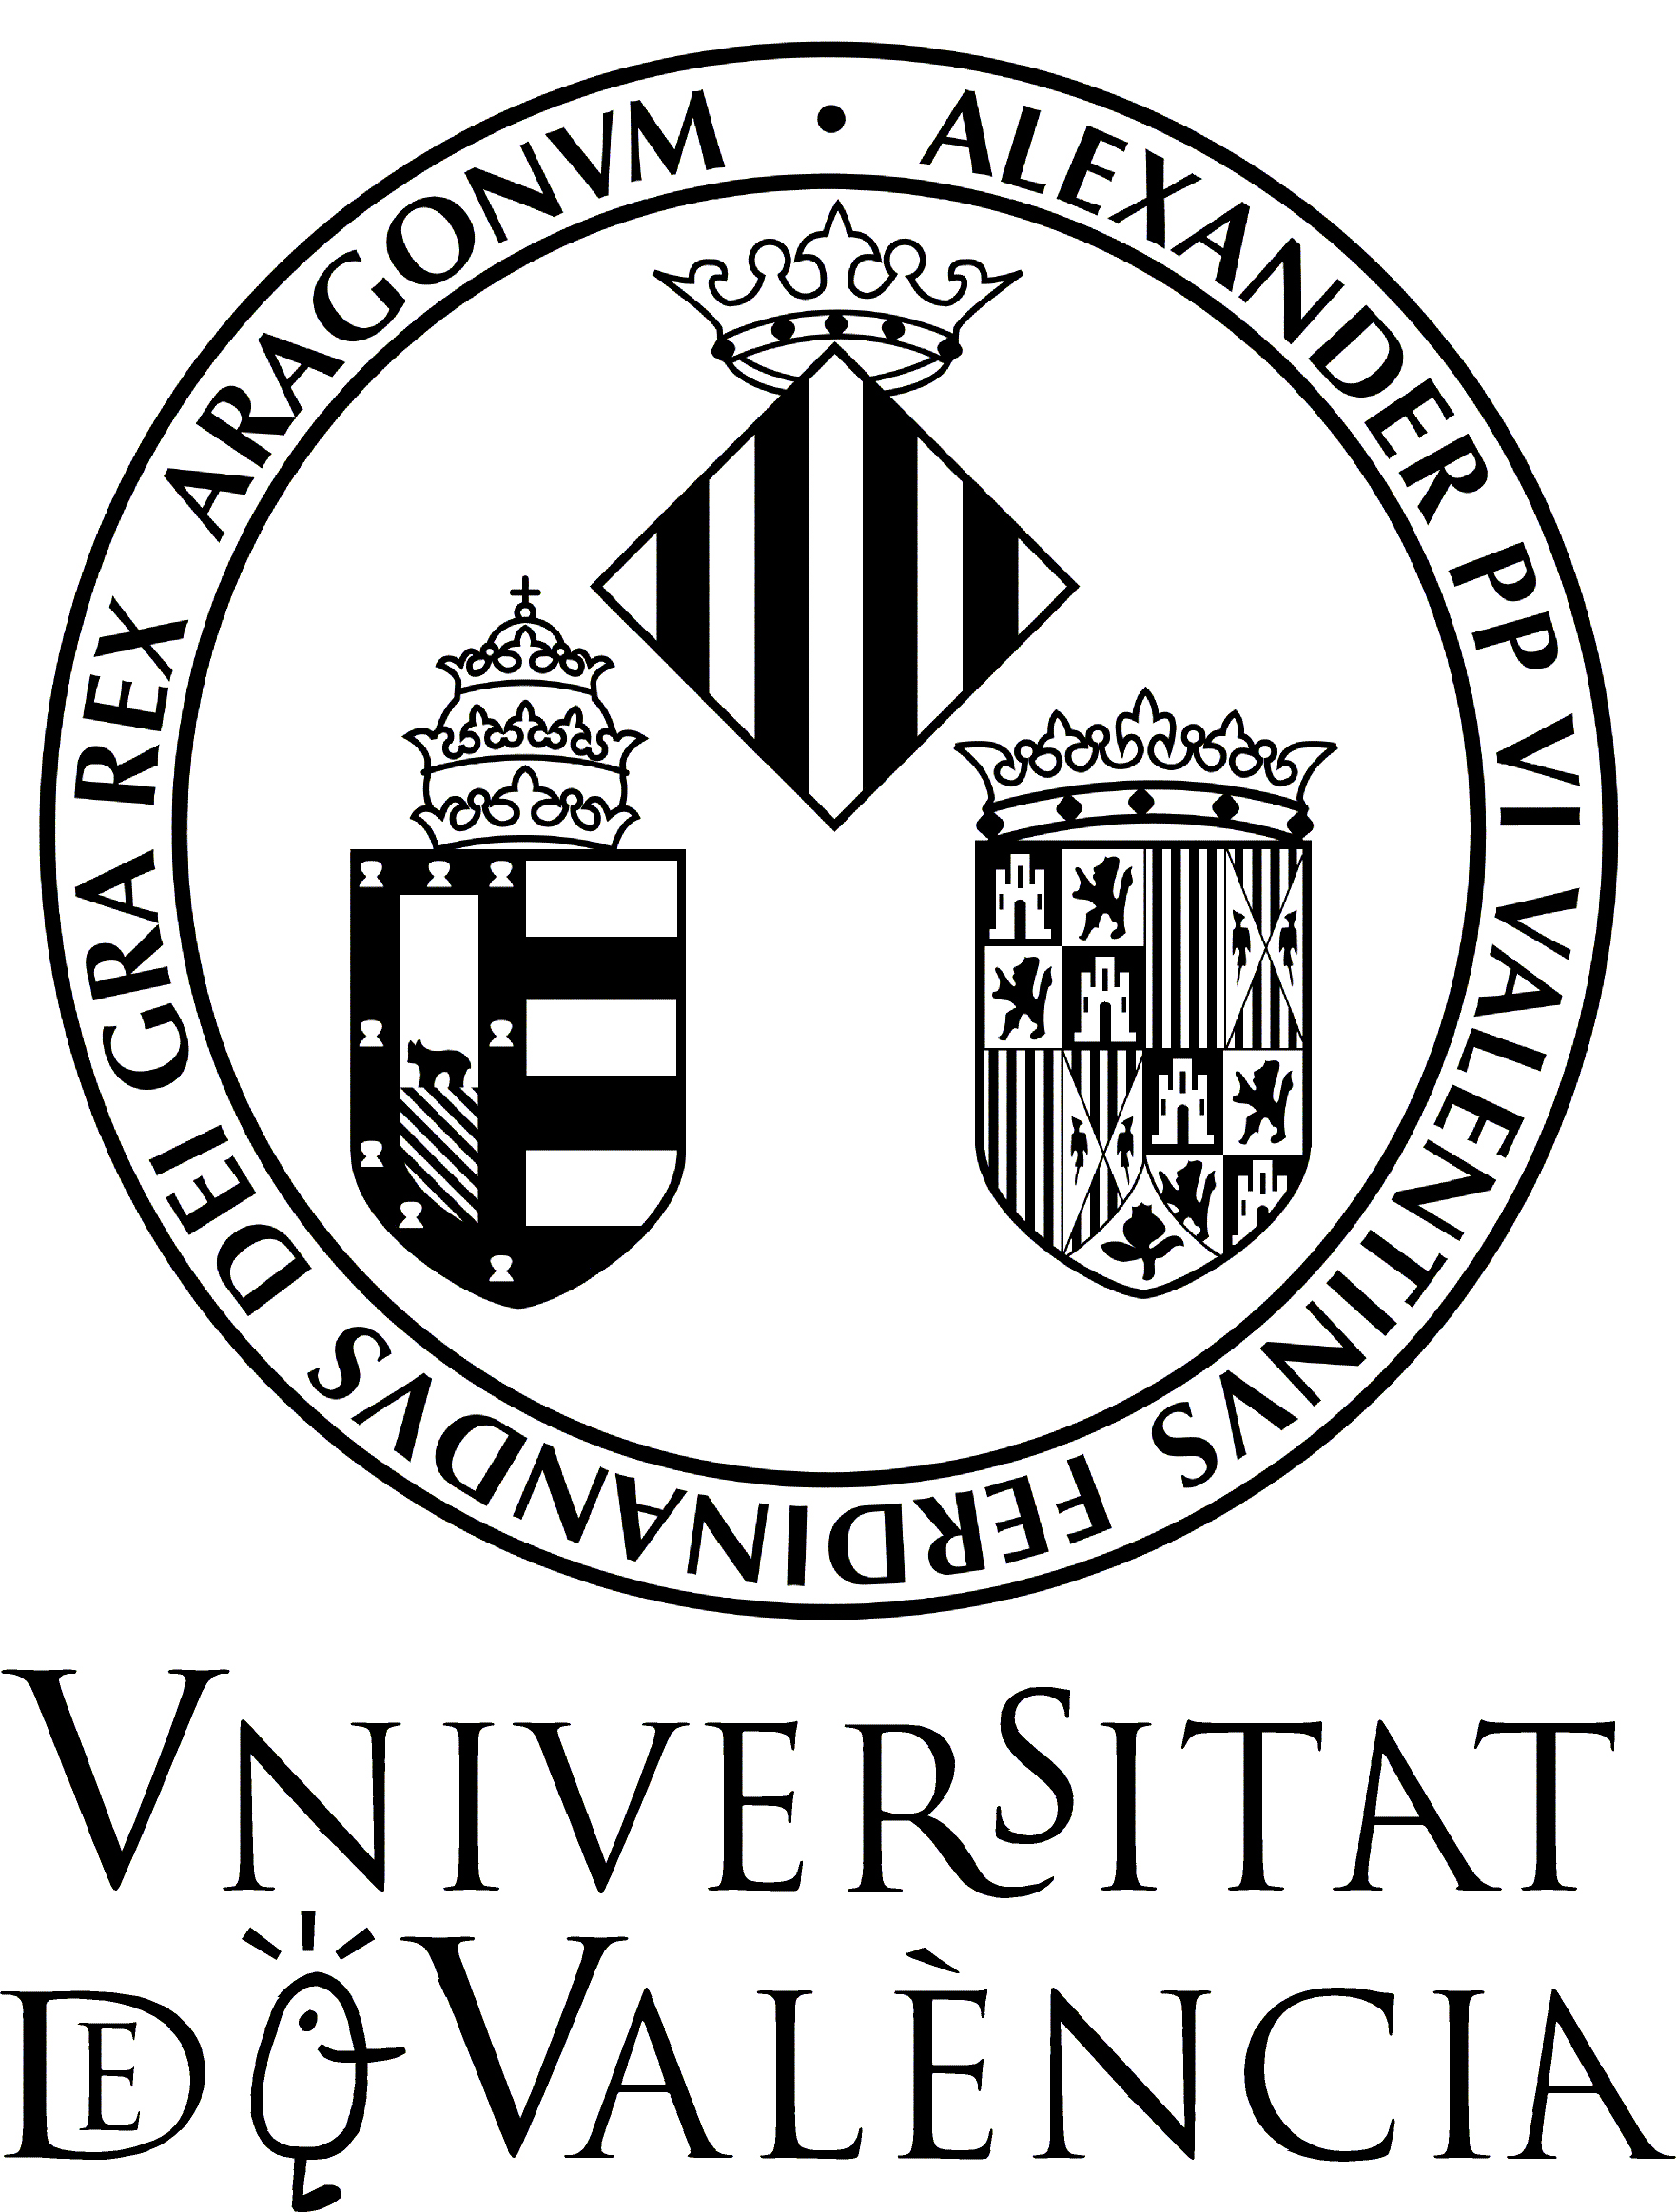 ALEXANDER PP VI VALENTINVS FERDINANDVS DEI GRA REX ARAGONVM •
VNIVERSITAT
DE VALÈNCIA